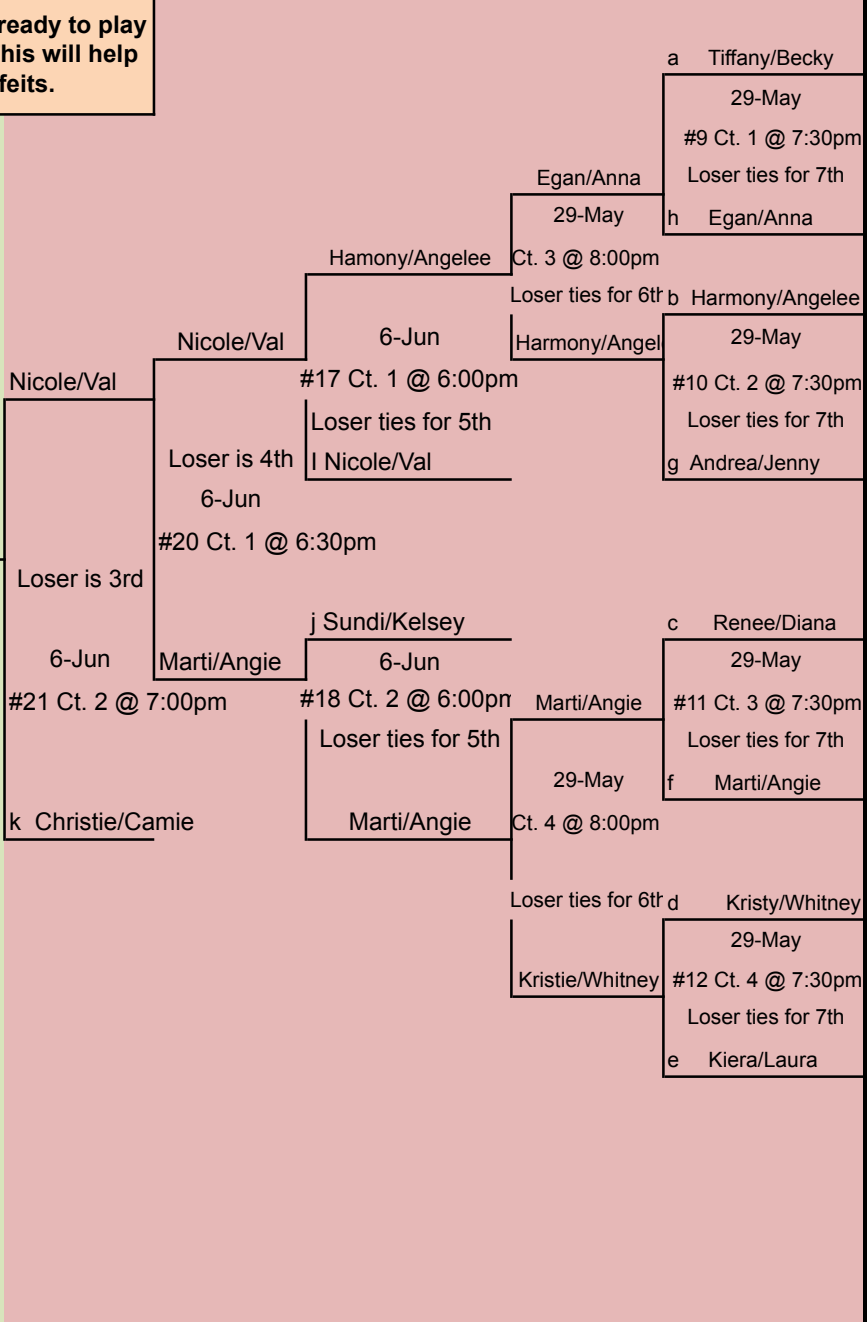 ready to play
his will help
feits.
a Tiffany/Becky
29-May
#9 Ct. 1 @ 7:30pm
Loser ties for 7th
h Egan/Anna
Egan/Anna
29-May
Ct. 3 @ 8:00pm
Loser ties for 6th
Harmony/Angel
b Harmony/Angelee
29-May
#10 Ct. 2 @ 7:30pm
Loser ties for 7th
g Andrea/Jenny
Hamony/Angelee
6-Jun
#17 Ct. 1 @ 6:00pm
Loser ties for 5th
l Nicole/Val
Nicole/Val
Loser is 4th
6-Jun
#20 Ct. 1 @ 6:30pm
Marti/Angie
Nicole/Val
Loser is 3rd
6-Jun
#21 Ct. 2 @ 7:00pm
k Christie/Camie
j Sundi/Kelsey
6-Jun
#18 Ct. 2 @ 6:00pm
Loser ties for 5th
Marti/Angie
Marti/Angie
29-May
Ct. 4 @ 8:00pm
Loser ties for 6th
Kristie/Whitney
c Renee/Diana
29-May
#11 Ct. 3 @ 7:30pm
Loser ties for 7th
f Marti/Angie
d Kristy/Whitney
29-May
#12 Ct. 4 @ 7:30pm
Loser ties for 7th
e Kiera/Laura